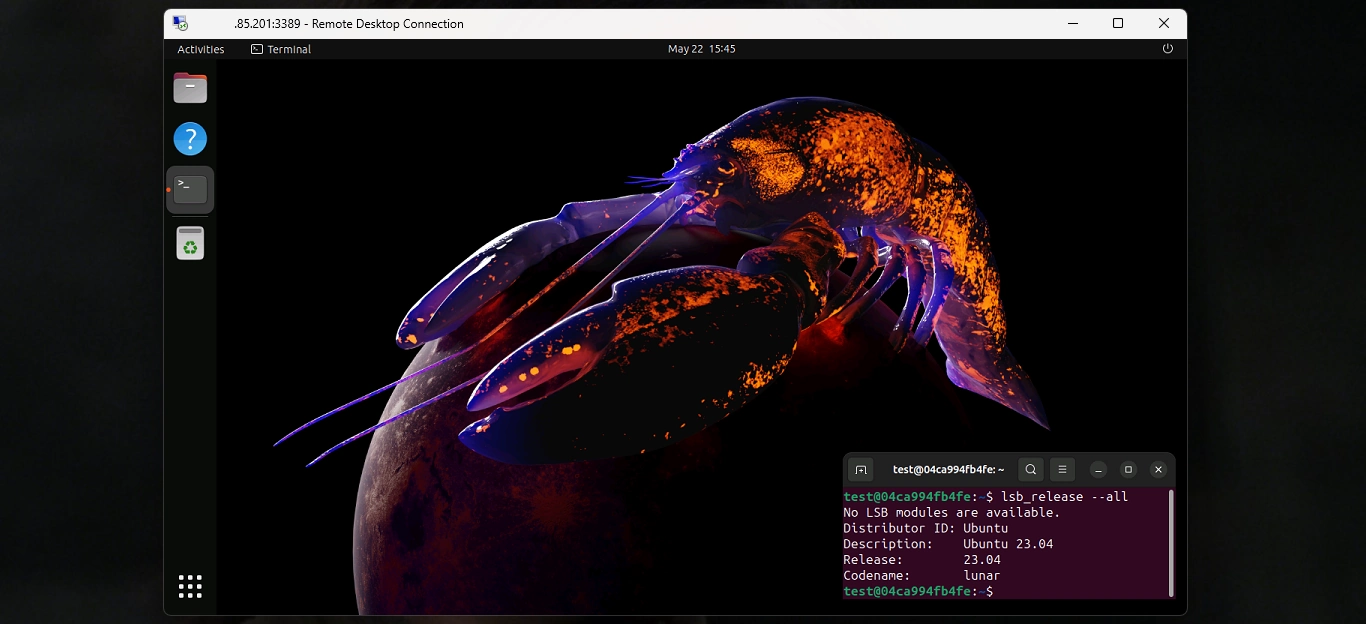 .85.201:3389 - Remote Desktop Connection
Activities Terminal May 22 15:45
?
>_
test@04ca994fb4fe: ~
test@04ca994fb4fe:~$ lsb_release --all
No LSB modules are available.
Distributor ID: Ubuntu
Description: Ubuntu 23.04
Release: 23.04
Codename: lunar
test@04ca994fb4fe:~$